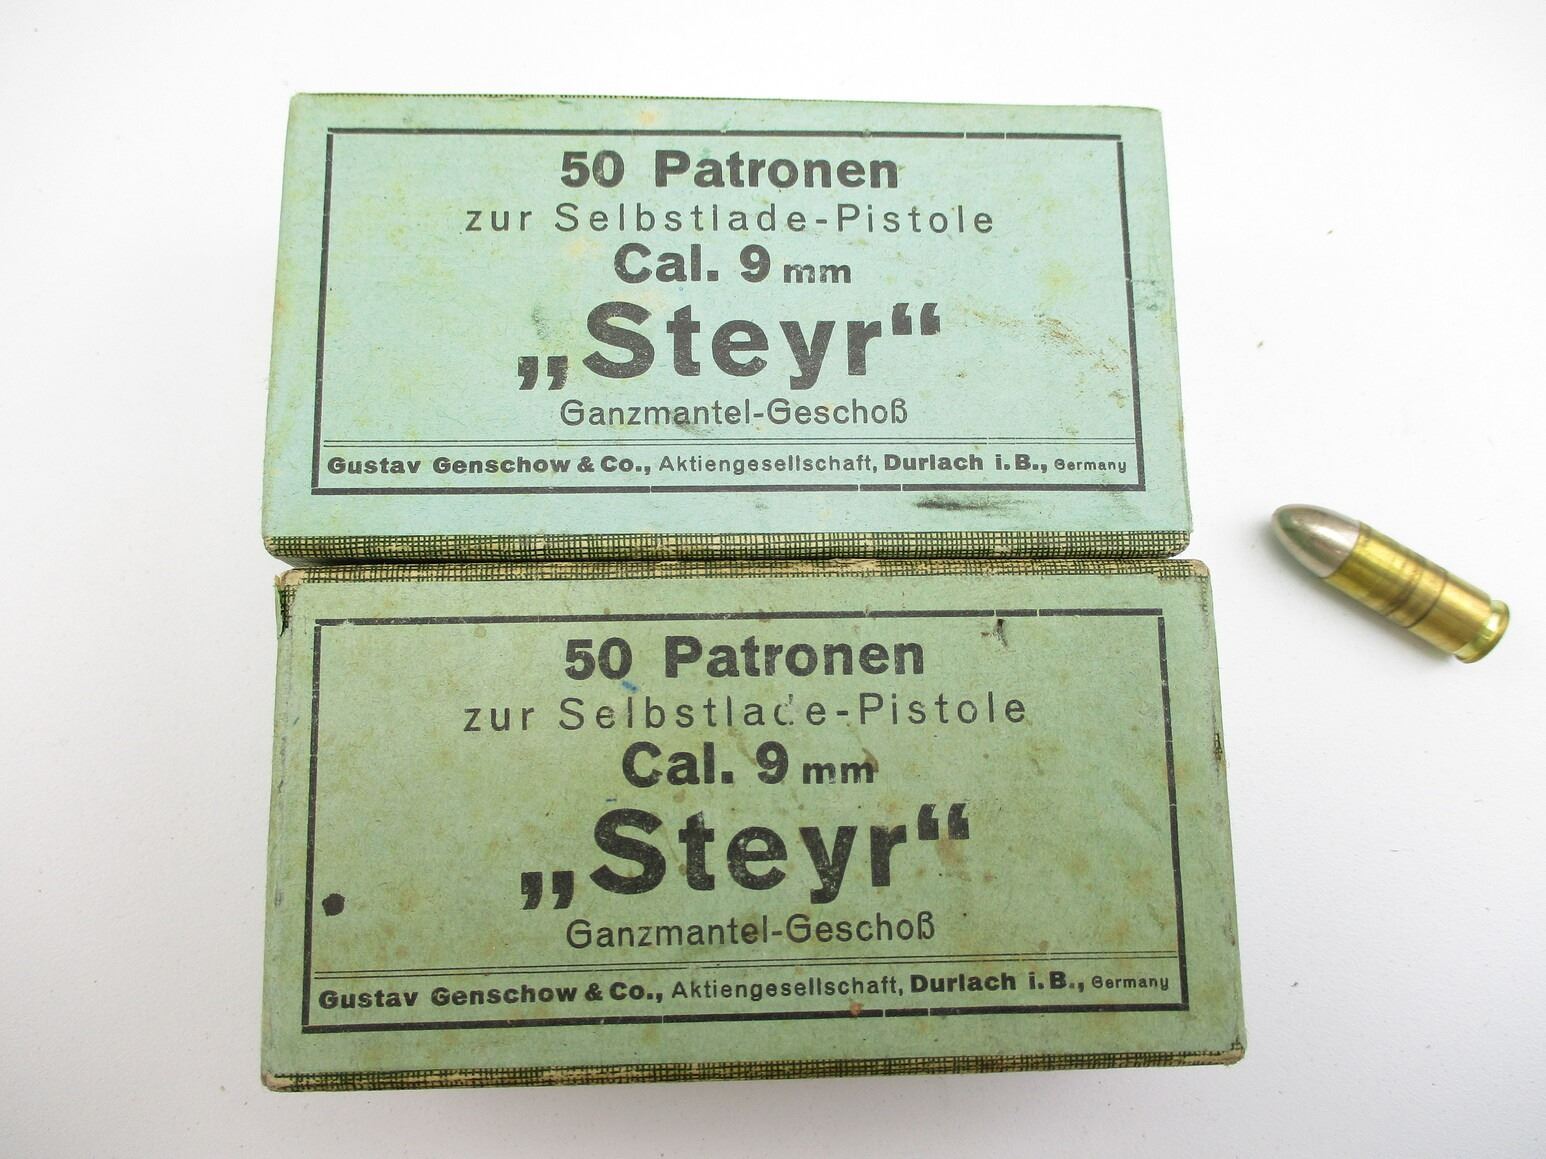 50 Patronen
zur Selbstlade-Pistole
Cal. 9 mm
„Steyr“
Ganzmantel-Geschoß
Gustav Genschow & Co., Aktiengesellschaft, Durlach i. B., Germany
50 Patronen
zur Selbstlade-Pistole
Cal. 9 mm
„Steyr“
Ganzmantel-Geschoß
Gustav Genschow & Co., Aktiengesellschaft, Durlach i. B., Germany